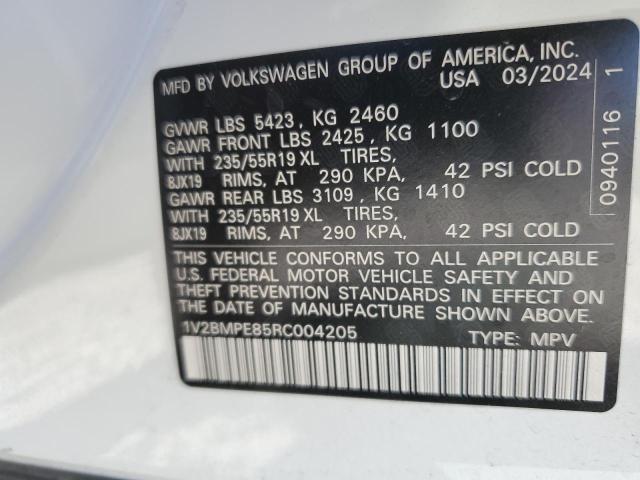 MFD BY VOLKSWAGEN GROUP OF AMERICA, INC.
USA 03/2024
GVWR LBS 5423, KG 2460
GAWR FRONT LBS 2425, KG 1100
WITH 235/55R19 XL TIRES,
8JX19 RIMS, AT 290 KPA, 42 PSI COLD
GAWR REAR LBS 3109, KG 1410
WITH 235/55R19 XL TIRES,
8JX19 RIMS, AT 290 KPA, 42 PSI COLD
THIS VEHICLE CONFORMS TO ALL APPLICABLE
U.S. FEDERAL MOTOR VEHICLE SAFETY AND
THEFT PREVENTION STANDARDS IN EFFECT ON
THE DATE OF MANUFACTURE SHOWN ABOVE.
1V2BMPE85RC004205 TYPE: MPV
0940116 1